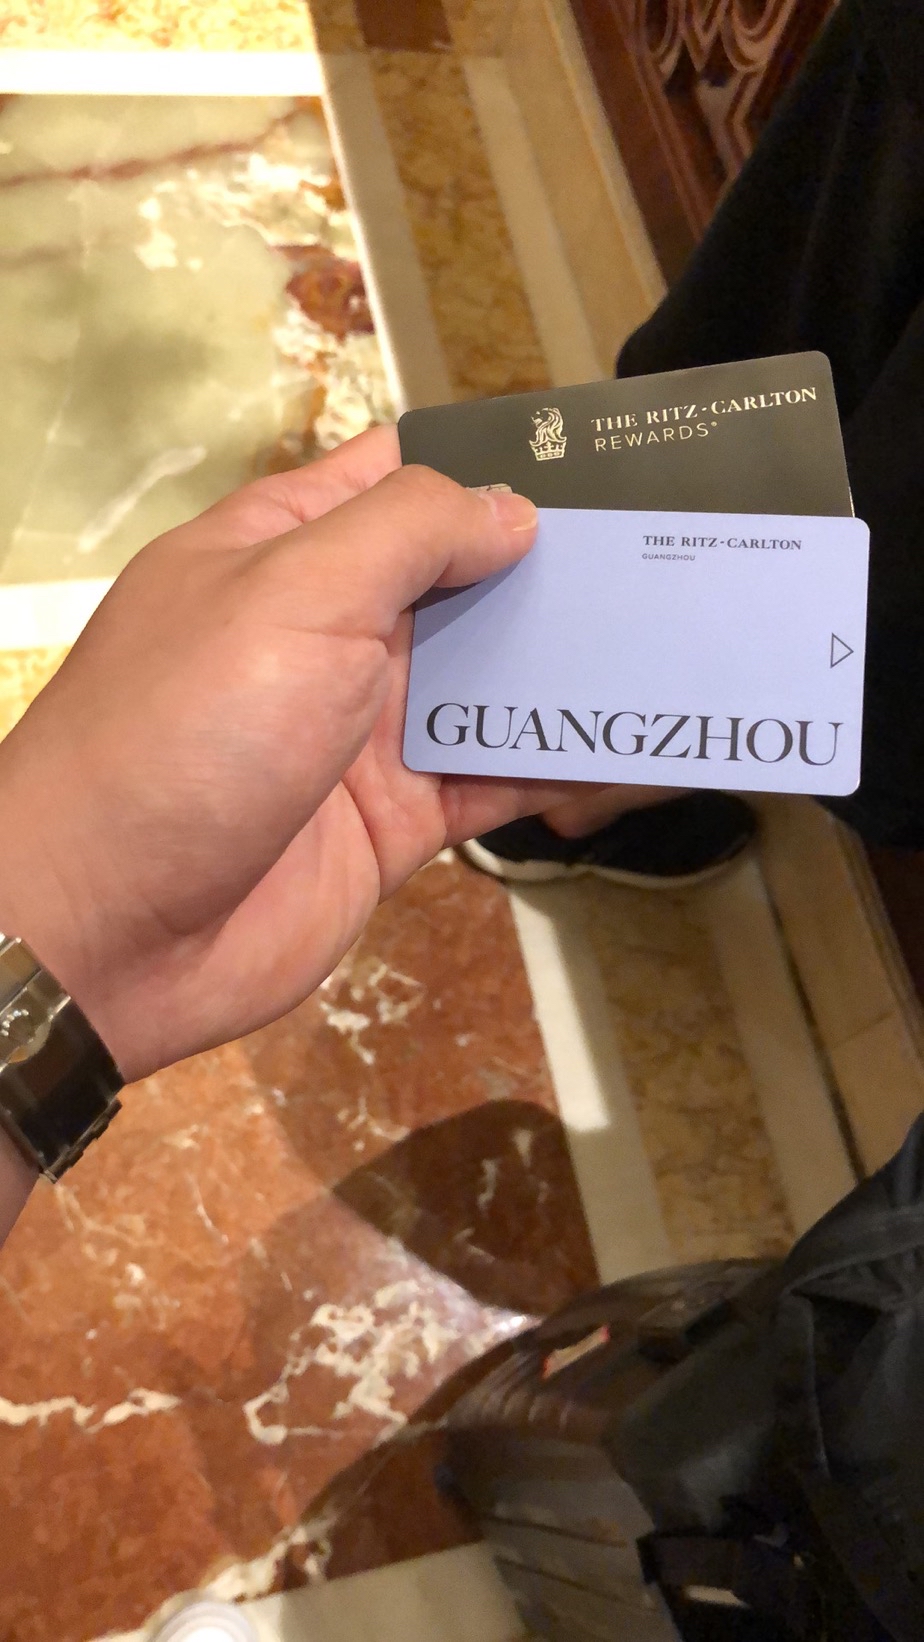 THE RITZ-CARLTON
REWARDS®
THE RITZ-CARLTON
GUANGZHOU
GUANGZHOU